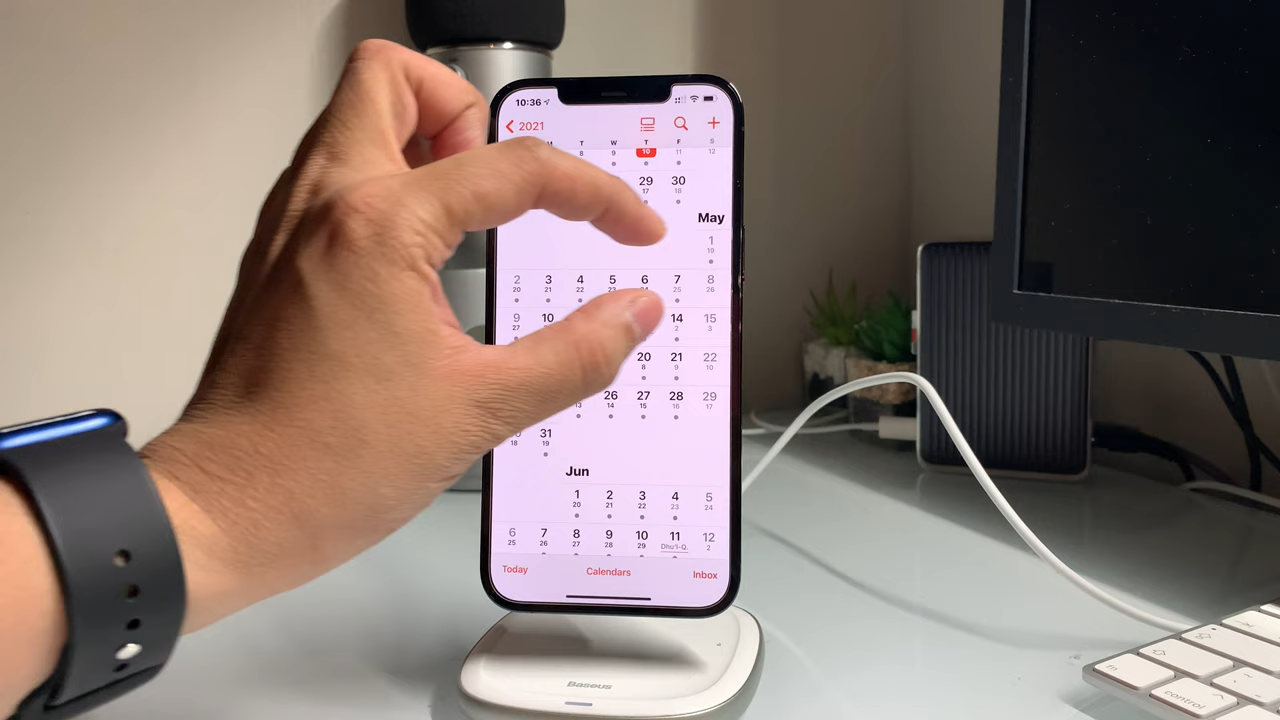 10:36
2021
M T W T F S
8 9 10 11 12
29 30
17 18
May
1
19
2 3 4 5 6 7 8
20 21 22 23 25 26
9 10 14 15
27 2 3
20 21 22
8 9 10
26 27 28 29
13 14 15 16 17
31
18 19
Jun
1 2 3 4 5
20 21 22 23 24
6 7 8 9 10 11 12
25 26 27 28 29 Dhu'l-Q. 2
Today Calendars Inbox
Baseus
fn
control